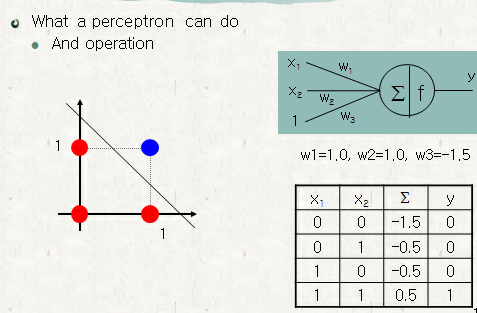 What a perceptron can do
And operation
x₁ w₁
x₂ w₂ Σ f y
1 w₃
w1=1.0, w2=1.0, w3=-1.5
1
1
x₁ x₂ Σ y
0 0 -1.5 0
0 1 -0.5 0
1 0 -0.5 0
1 1 0.5 1